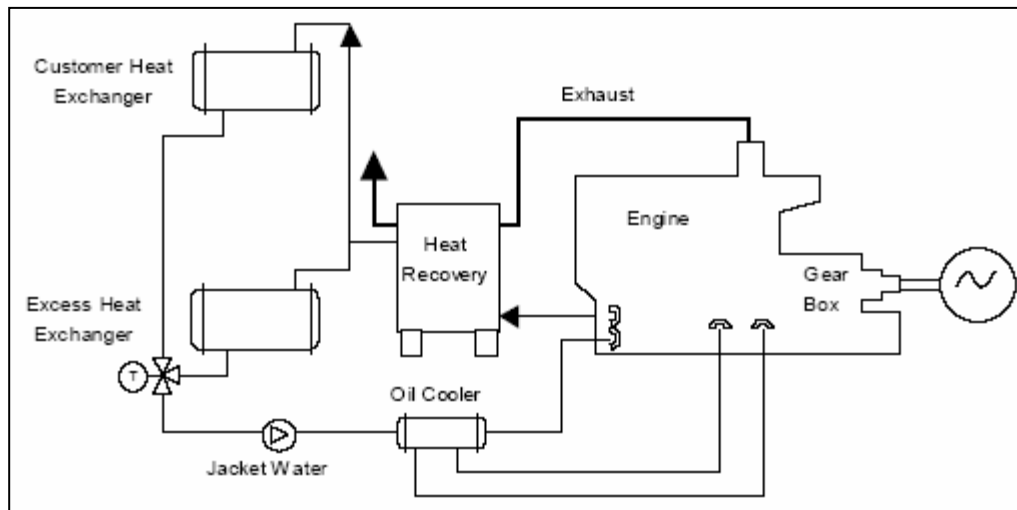 Customer Heat
Exchanger
Exhaust
Engine
Heat
Recovery
Gear
Box
Excess Heat
Exchanger
T
Oil Cooler
Jacket Water